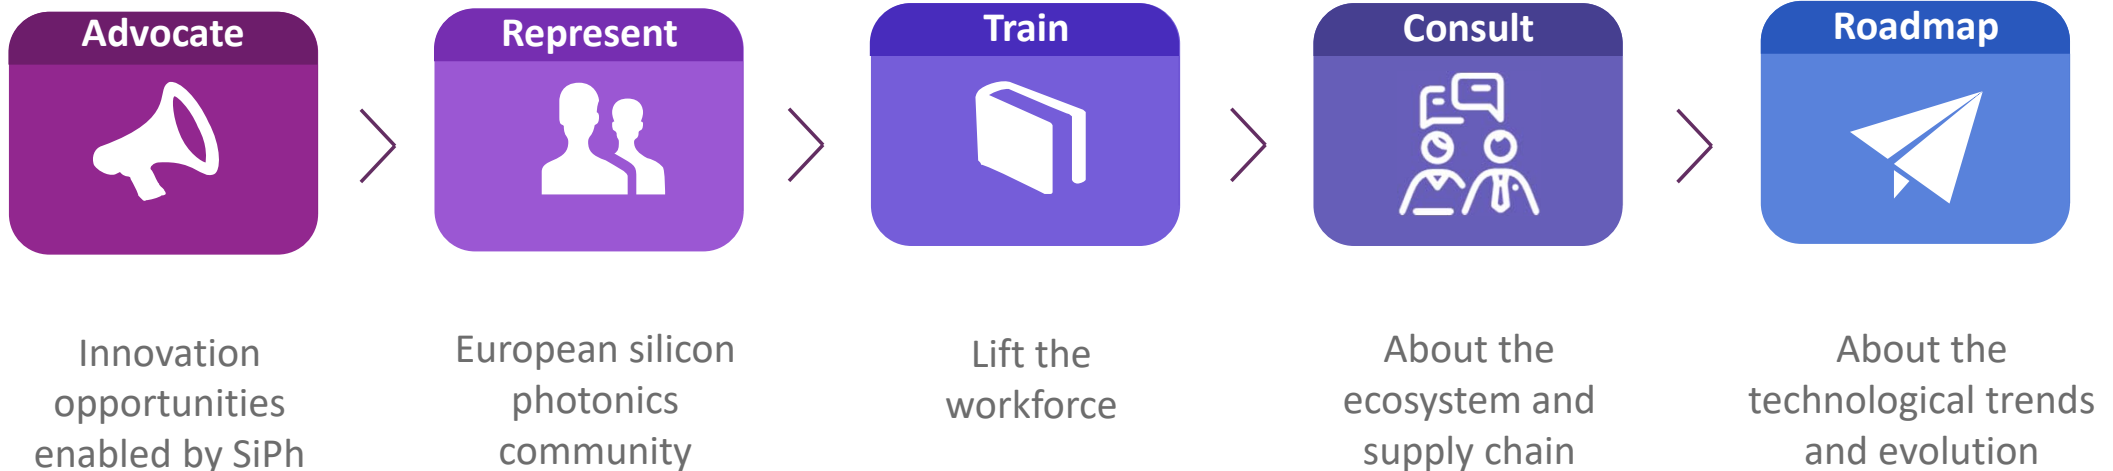 Advocate
Innovation
opportunities
enabled by SiPh
Represent
European silicon
photonics
community
Train
Lift the
workforce
Consult
About the
ecosystem and
supply chain
Roadmap
About the
technological trends
and evolution